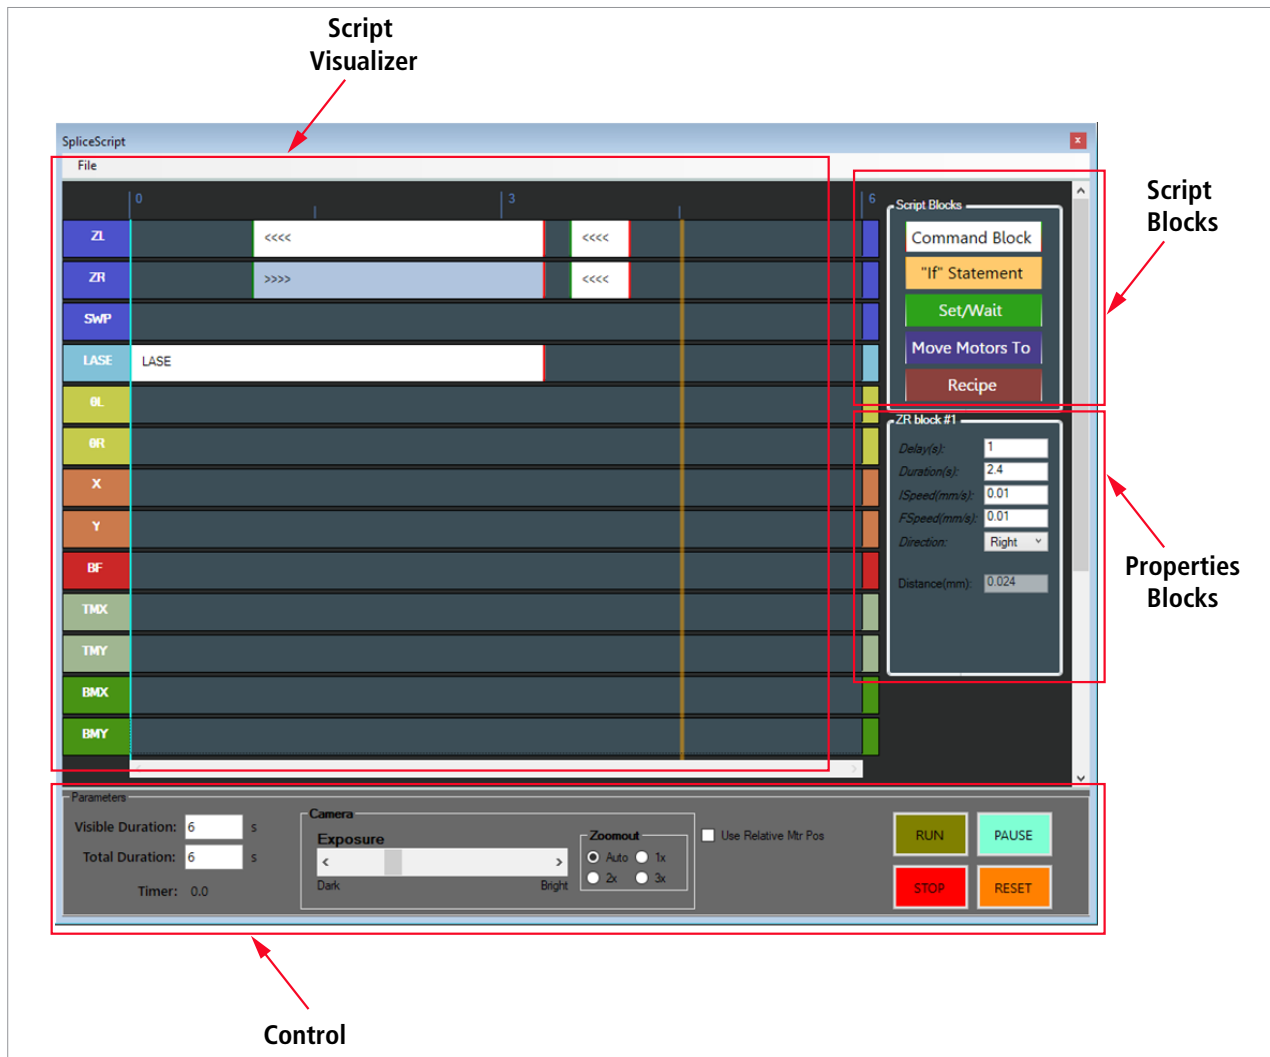 Script
Visualizer
SpliceScript
x
File
0
3
6
ZL
<<<<
<<<<
ZR
>>>>
<<<<
SWP
LASE
LASE
θL
θR
X
Y
BF
TMX
TMY
BMX
BMY
Script Blocks
Command Block
"If" Statement
Set/Wait
Move Motors To
Recipe
Script
Blocks
ZR block #1
Delay(s): 1
Duration(s): 2.4
ISpeed(mm/s): 0.01
FSpeed(mm/s): 0.01
Direction: Right
Distance(mm): 0.024
Properties
Blocks
Parameters
Visible Duration: 6 s
Total Duration: 6 s
Timer: 0.0
Camera
Exposure
Dark
Bright
Zoomout
Auto 1x
2x 3x
Use Relative Mtr Pos
RUN
PAUSE
STOP
RESET
Control